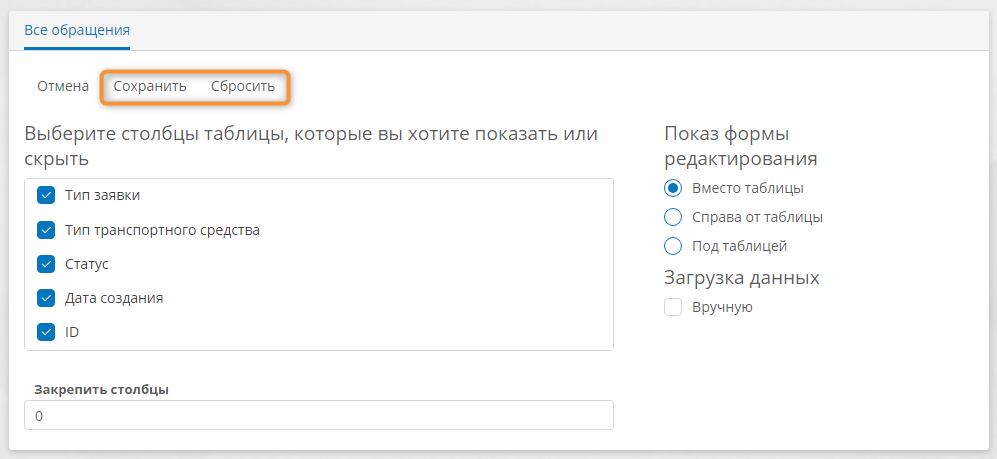 Все обращения
Отмена Сохранить Сбросить
Выберите столбцы таблицы, которые вы хотите показать или
скрыть
Тип заявки
Тип транспортного средства
Статус
Дата создания
ID
Закрепить столбцы
0
Показ формы
редактирования
Вместо таблицы
Справа от таблицы
Под таблицей
Загрузка данных
Вручную